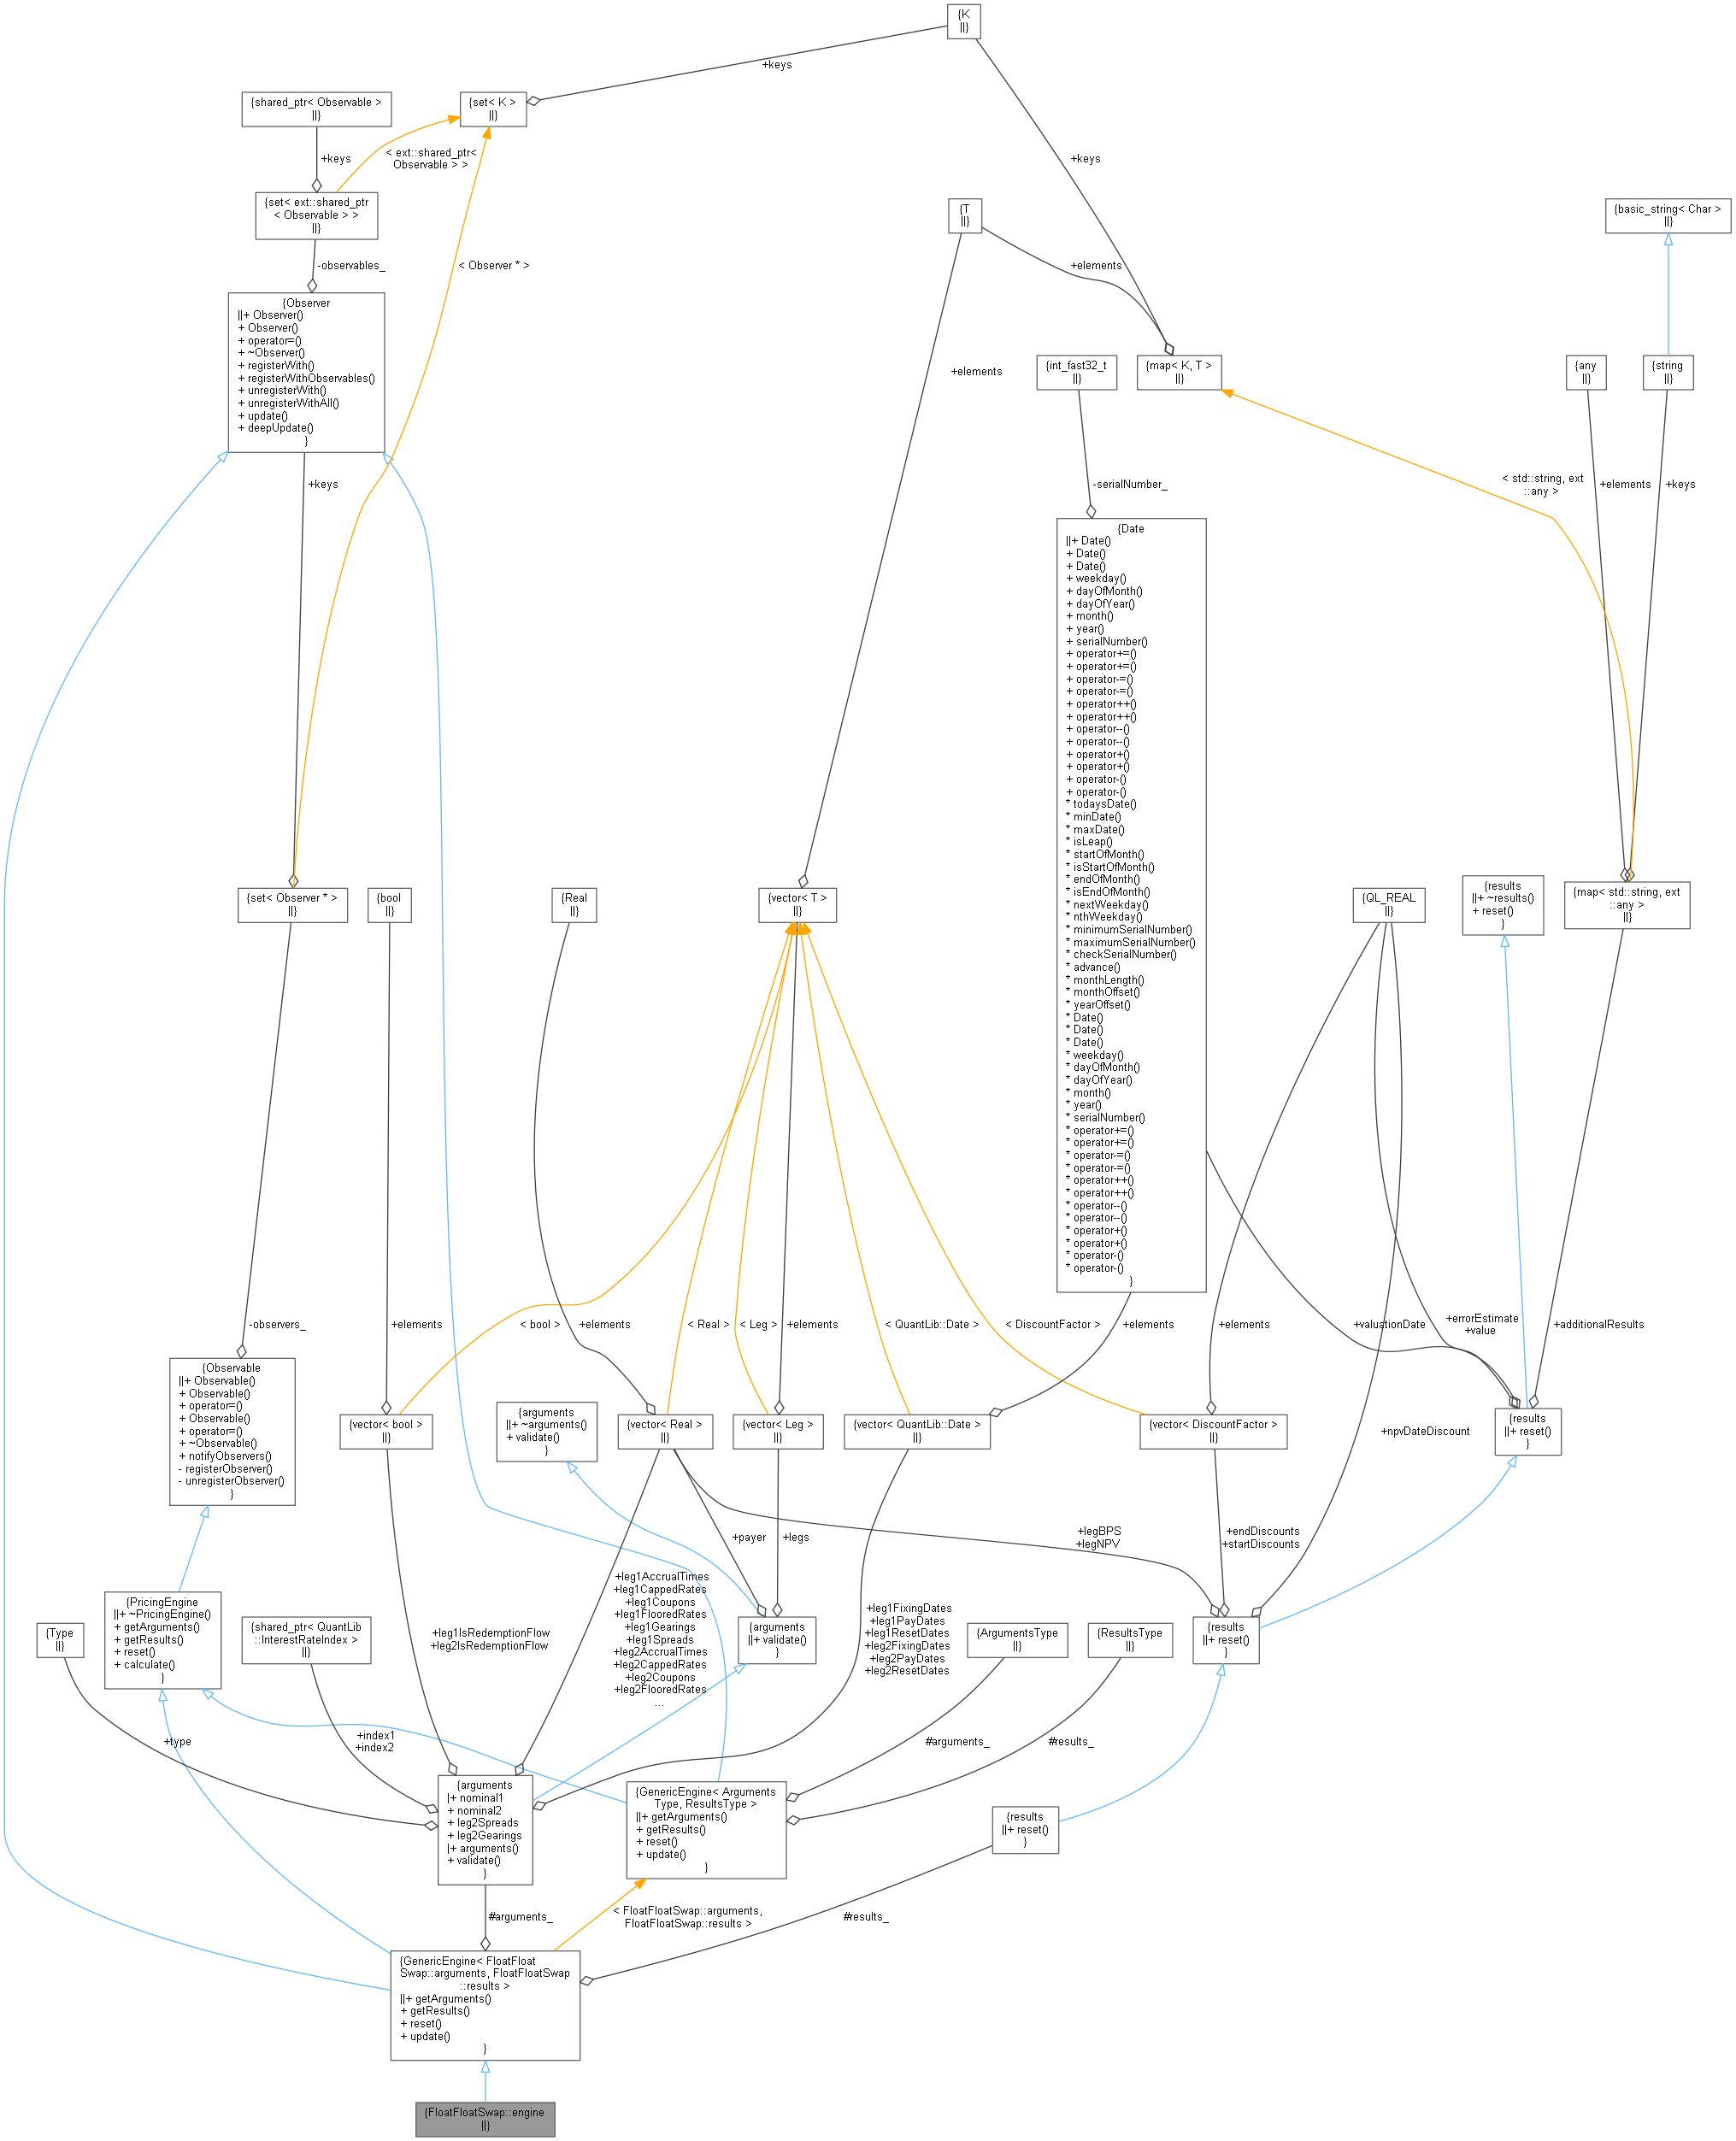 {K
||}
+keys
{shared_ptr< Observable >
||}
{set< K >
||}
+keys
< ext::shared_ptr<
Observable > >
+keys
{set< ext::shared_ptr
< Observable > >
||}
{T
||}
{basic_string< Char >
||}
-observables_
< Observer * >
+elements
{Observer
||+ Observer()
+ Observer()
+ operator=()
+ ~Observer()
+ registerWith()
+ registerWithObservables()
+ unregisterWith()
+ unregisterWithAll()
+ update()
+ deepUpdate()
}
+elements
{int_fast32_t
||}
{map< K, T >
||}
{any
||}
{string
||}
+keys
-serialNumber_
< std::string, ext
::any >
+elements
+keys
{Date
||+ Date()
+ Date()
+ Date()
+ weekday()
+ dayOfMonth()
+ dayOfYear()
+ month()
+ year()
+ serialNumber()
+ operator+=()
+ operator+=()
+ operator-=()
+ operator-=()
+ operator++()
+ operator++()
+ operator--()
+ operator--()
+ operator+()
+ operator+()
+ operator-()
+ operator-()
* todaysDate()
* minDate()
* maxDate()
* isLeap()
* startOfMonth()
* isStartOfMonth()
* endOfMonth()
* isEndOfMonth()
* nextWeekday()
* nthWeekday()
* minimumSerialNumber()
* maximumSerialNumber()
* checkSerialNumber()
* advance()
* monthLength()
* monthOffset()
* yearOffset()
* Date()
* Date()
* Date()
* weekday()
* dayOfMonth()
* dayOfYear()
* month()
* year()
* serialNumber()
* operator+=()
* operator+=()
* operator-=()
* operator-=()
* operator++()
* operator++()
* operator--()
* operator--()
* operator+()
* operator+()
* operator-()
* operator-()
}
{set< Observer * >
||}
{bool
||}
{Real
||}
{vector< T >
||}
{QL_REAL
||}
{results
||+ ~results()
+ reset()
}
{map< std::string, ext
::any >
||}
-observers_
+elements
< bool >
+elements
< Real >
< Leg >
+elements
< QuantLib::Date >
< DiscountFactor >
+elements
+elements
+valuationDate
+errorEstimate
+value
+additionalResults
{Observable
||+ Observable()
+ Observable()
+ operator=()
+ Observable()
+ operator=()
+ ~Observable()
+ notifyObservers()
- registerObserver()
- unregisterObserver()
}
{vector< bool >
||}
{arguments
||+ ~arguments()
+ validate()
}
{vector< Real >
||}
{vector< Leg >
||}
{vector< QuantLib::Date >
||}
{vector< DiscountFactor >
||}
+npvDateDiscount
{results
||+ reset()
}
+payer
+legs
+legBPS
+legNPV
+endDiscounts
+startDiscounts
{PricingEngine
||+ ~PricingEngine()
+ getArguments()
+ getResults()
+ reset()
+ calculate()
}
{Type
||}
{shared_ptr< QuantLib
::InterestRateIndex >
||}
+leg1IsRedemptionFlow
+leg2IsRedemptionFlow
+leg1AccrualTimes
+leg1CappedRates
+leg1Coupons
+leg1FlooredRates
+leg1Gearings
+leg1Spreads
+leg2AccrualTimes
+leg2CappedRates
+leg2Coupons
+leg2FlooredRates
...
{arguments
||+ validate()
}
+leg1FixingDates
+leg1PayDates
+leg1ResetDates
+leg2FixingDates
+leg2PayDates
+leg2ResetDates
{ArgumentsType
||}
{ResultsType
||}
{results
||+ reset()
}
+type
+index1
+index2
#arguments_
#results_
{arguments
|+ nominal1
+ nominal2
+ leg2Spreads
+ leg2Gearings
|+ arguments()
+ validate()
}
{GenericEngine< Arguments
Type, ResultsType >
||+ getArguments()
+ getResults()
+ reset()
+ update()
}
{results
||+ reset()
}
#arguments_
< FloatFloatSwap::arguments,
FloatFloatSwap::results >
#results_
{GenericEngine< FloatFloat
Swap::arguments, FloatFloatSwap
::results >
||+ getArguments()
+ getResults()
+ reset()
+ update()
}
{FloatFloatSwap::engine
||}